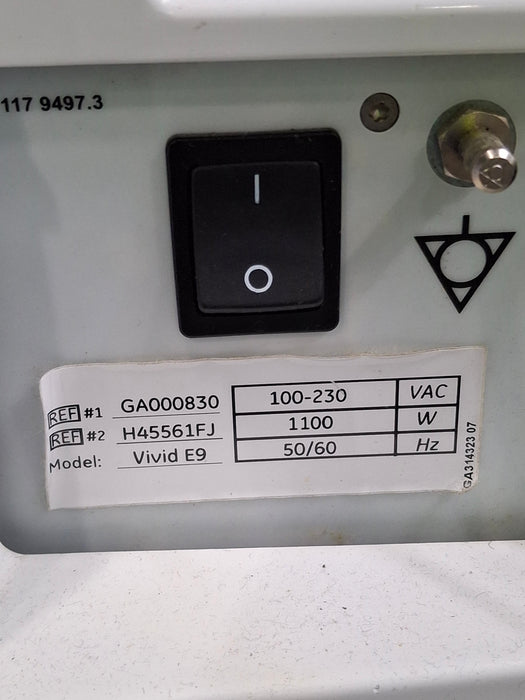 117 9497.3
I
O
REF #1 GA000830 100-230 VAC
REF #2 H45561FJ 1100 W
Model: Vivid E9 50/60 Hz
GA314323 07